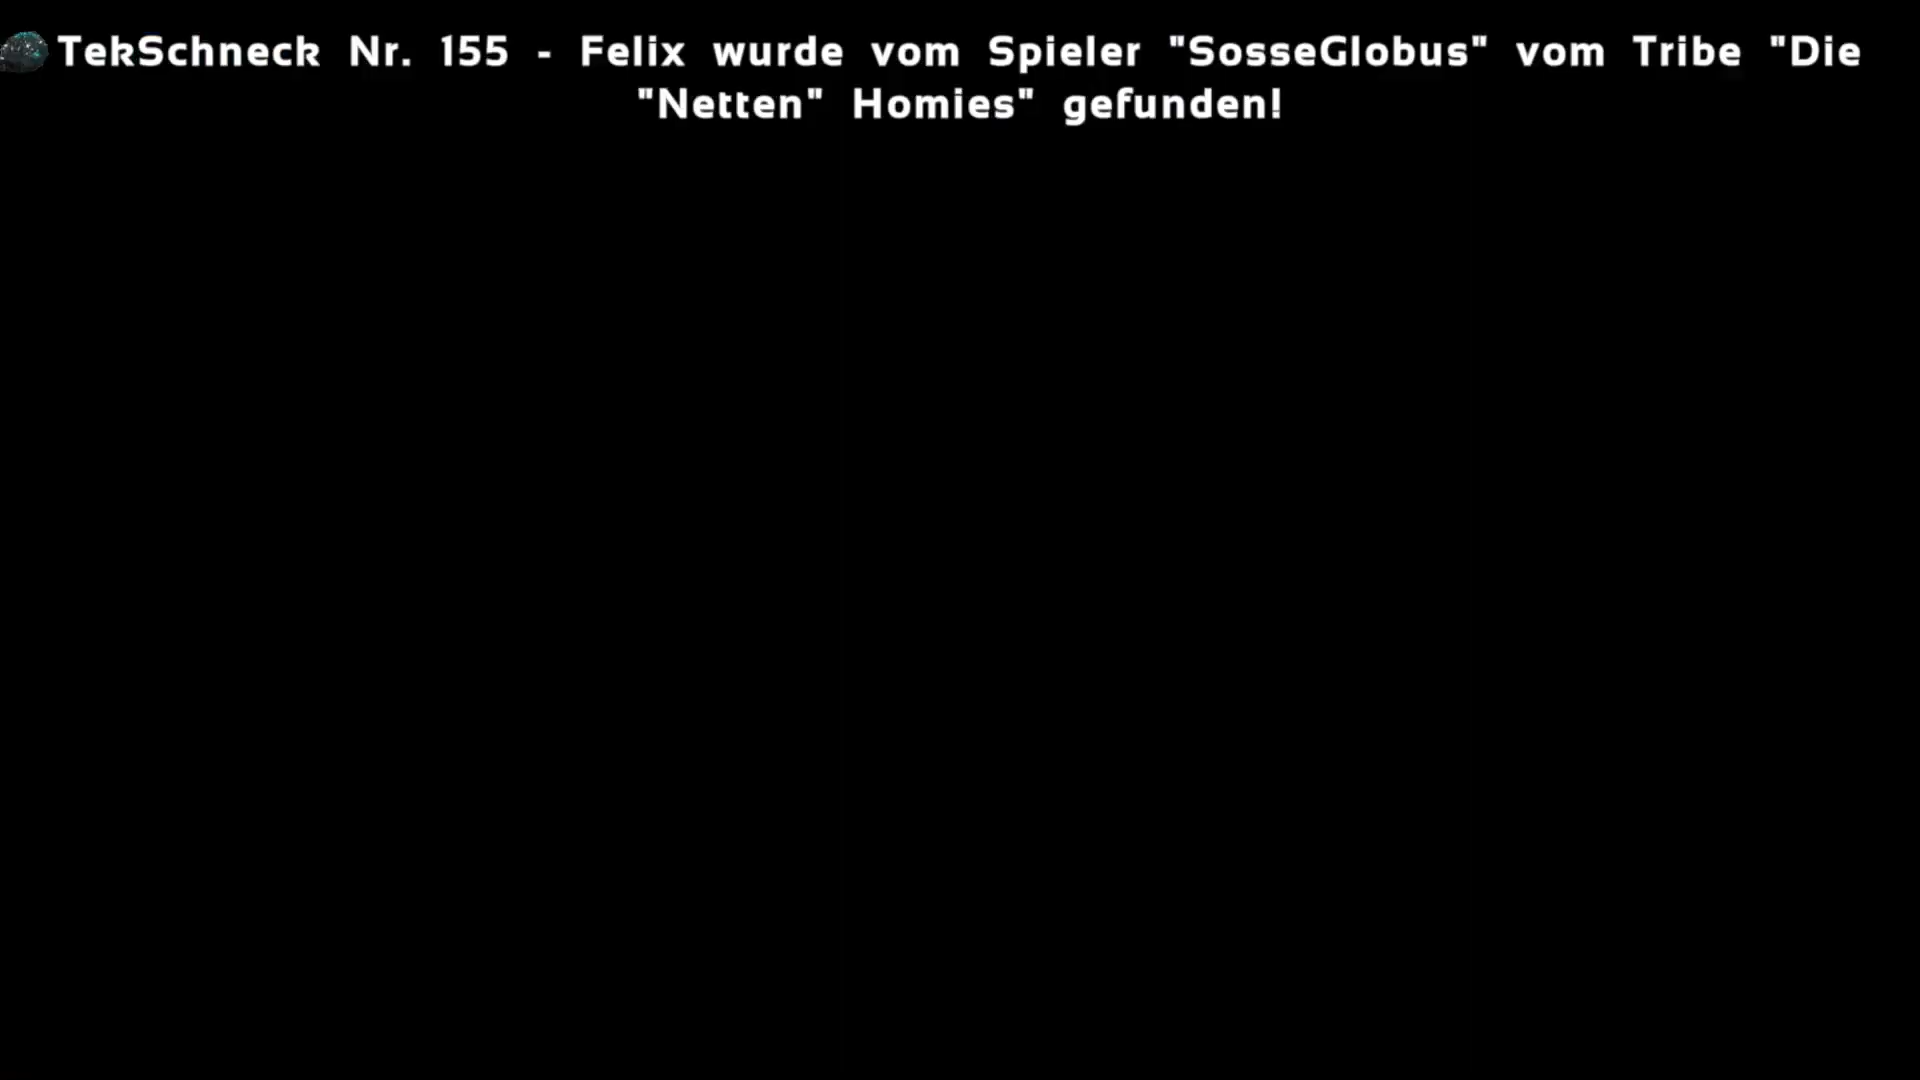 TekSchneck Nr. 155 - Felix wurde vom Spieler "SosseGlobus" vom Tribe "Die
"Netten" Homies" gefunden!